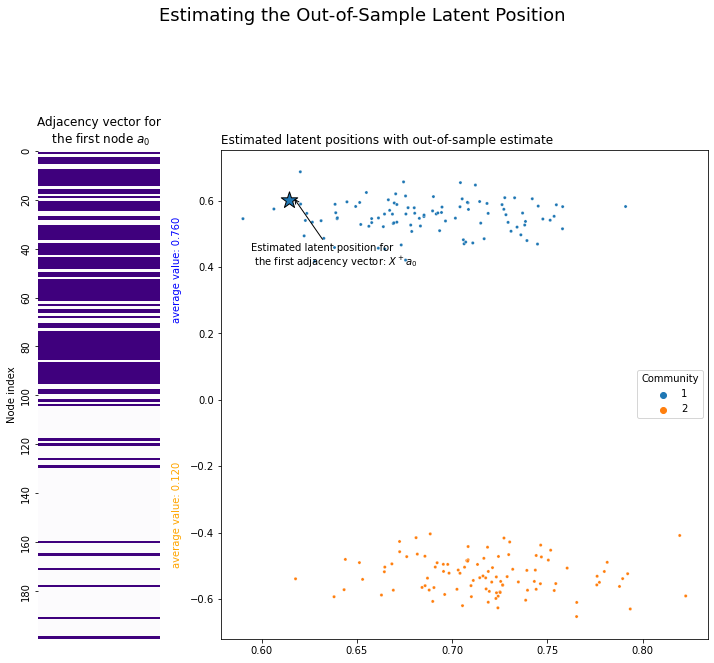 Estimating the Out-of-Sample Latent Position
Adjacency vector for
the first node a₀
Node index
0
20
40
60
80
100
120
140
160
180
average value: 0.760
average value: 0.120
Estimated latent positions with out-of-sample estimate
0.6
0.4
0.2
0.0
−0.2
−0.4
−0.6
Estimated latent position for
the first adjacency vector: X⁺a₀
Community
1
2
0.60 0.65 0.70 0.75 0.80